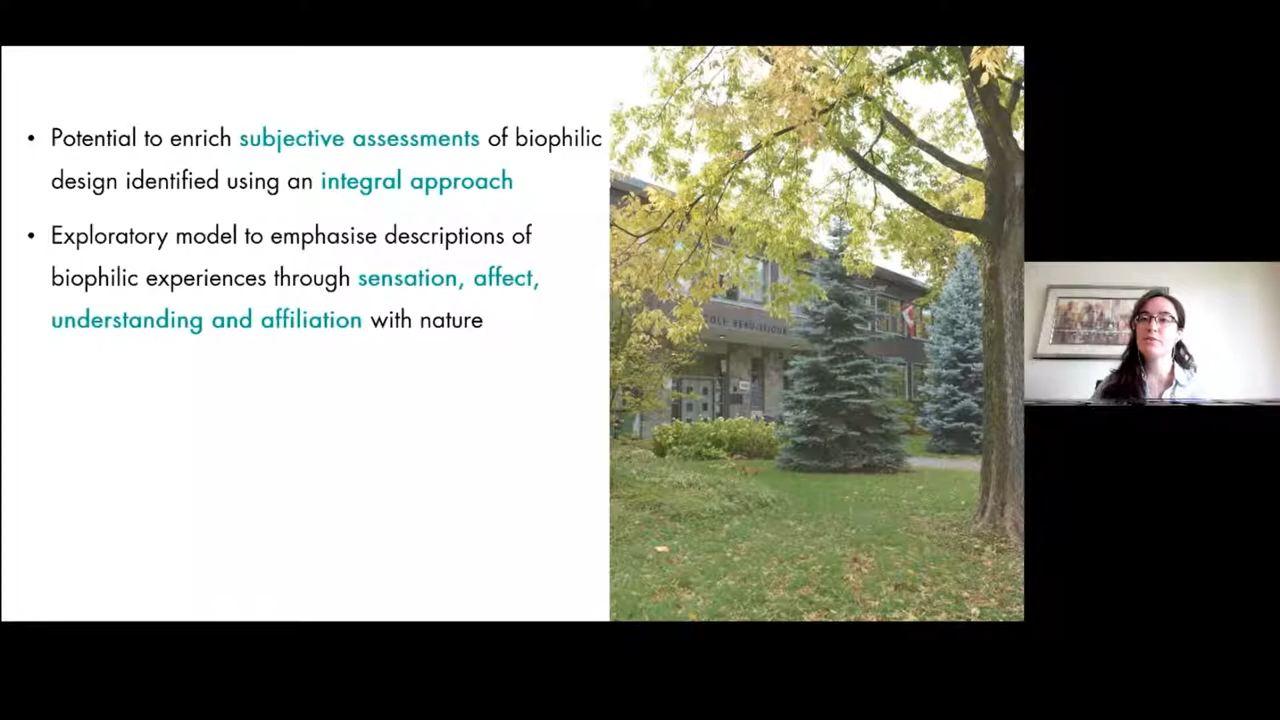 • Potential to enrich subjective assessments of biophilic
design identified using an integral approach
• Exploratory model to emphasise descriptions of
biophilic experiences through sensation, affect,
understanding and affiliation with nature